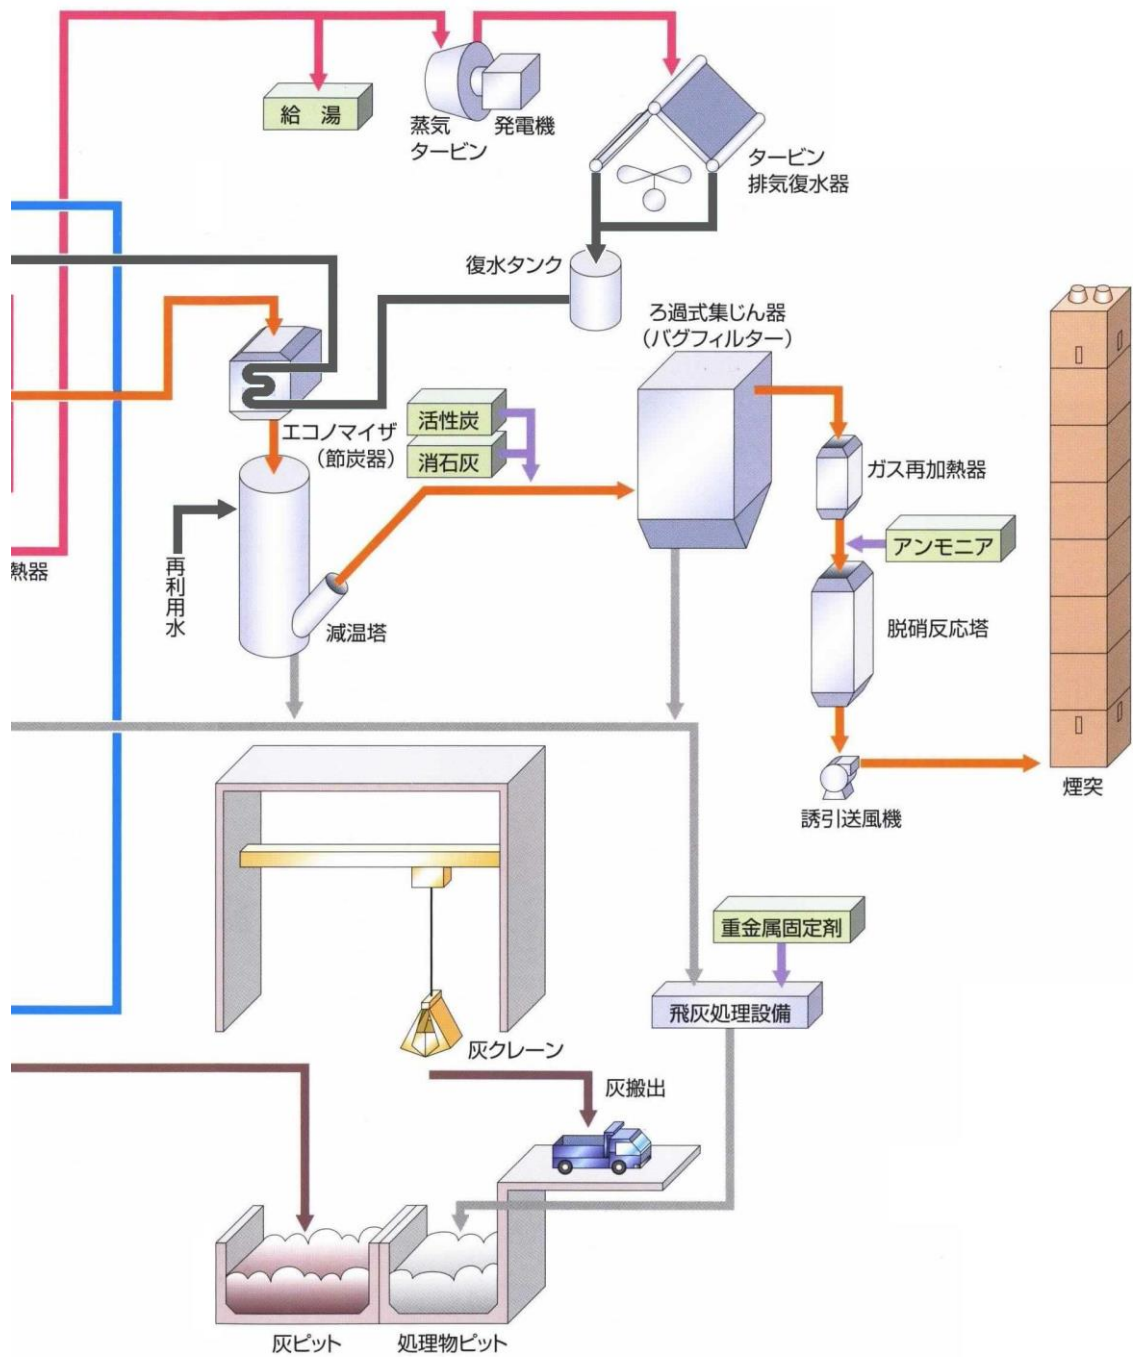 給 湯
蒸気
タービン
発電機
タービン
排気復水器
復水タンク
ろ過式集じん器
（バグフィルター）
エコノマイザ
（節炭器）
活性炭
消石灰
ガス再加熱器
アンモニア
熱器
再利用水
減温塔
脱硝反応塔
誘引送風機
煙突
重金属固定剤
飛灰処理設備
灰クレーン
灰搬出
灰ピット
処理物ピット